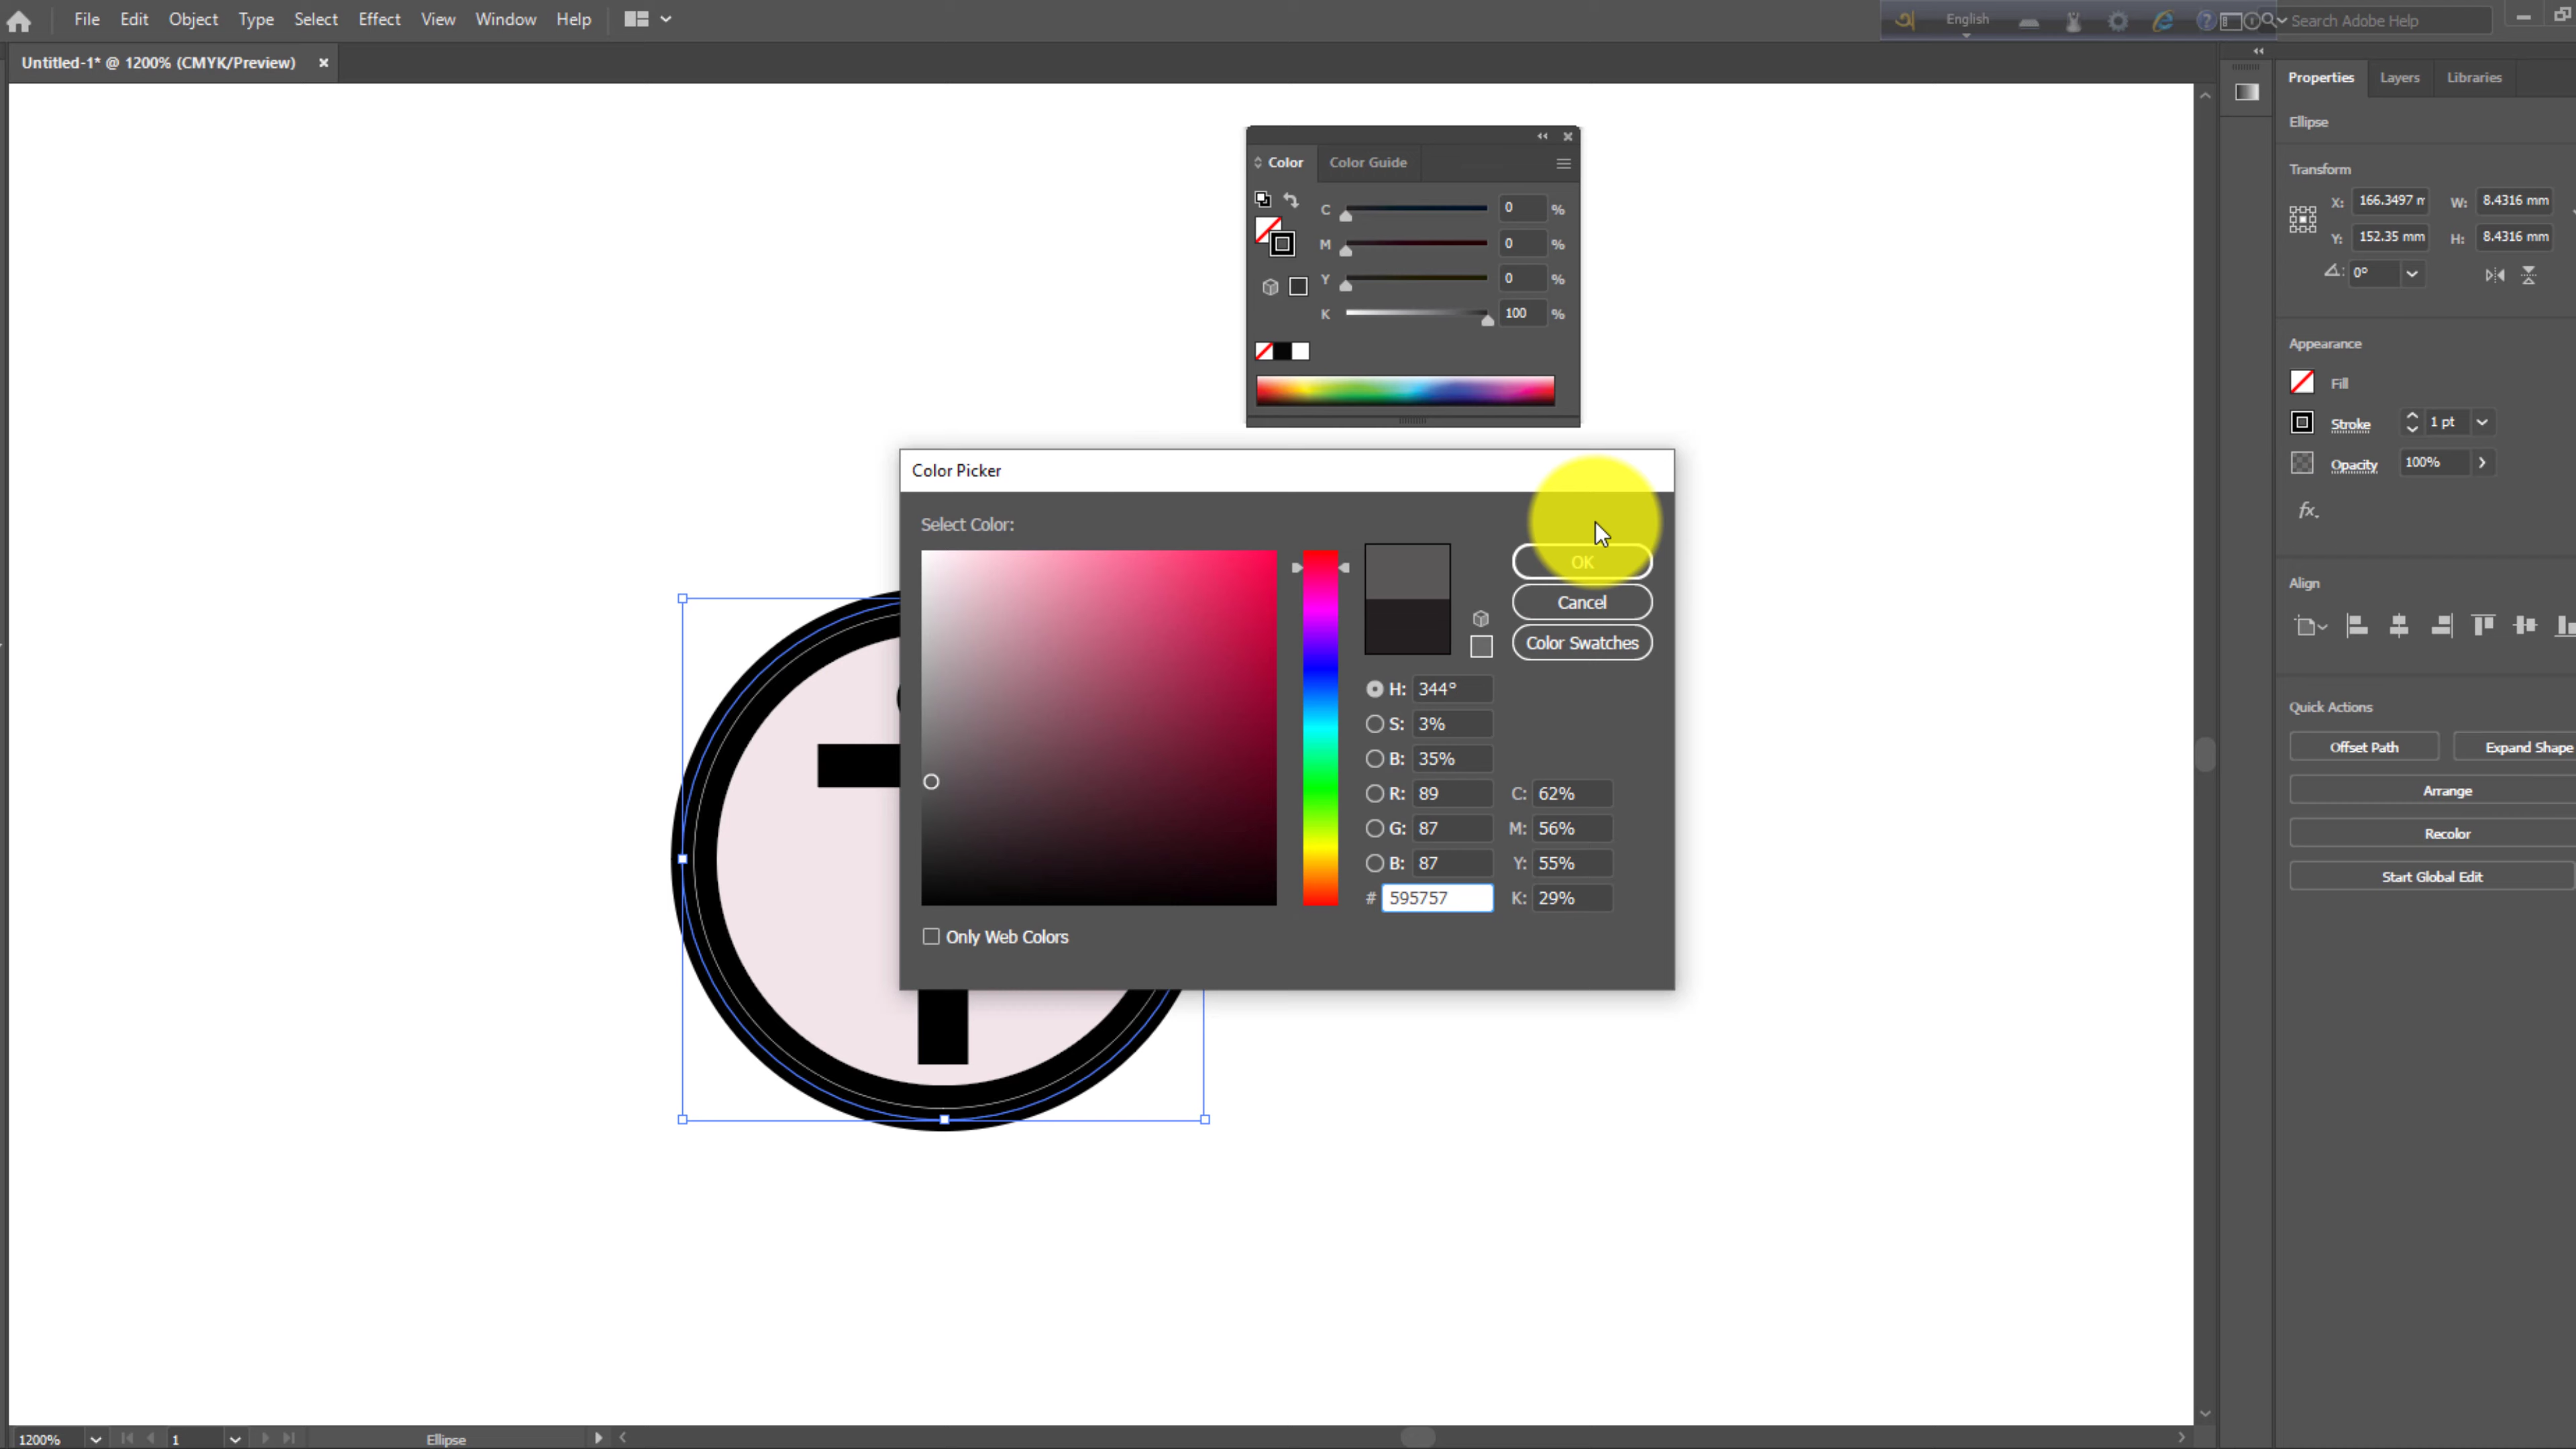 File Edit Object Type Select Effect View Window Help
অ English Search Adobe Help
Untitled-1* @ 1200% (CMYK/Preview) ×
Properties Layers Libraries
Ellipse
Transform
X: 166.3497 m W: 8.4316 mm
Y: 152.35 mm H: 8.4316 mm
0°
Appearance
Fill
Stroke 1 pt
Opacity 100%
fx.
Align
Quick Actions
Offset Path Expand Shape
Arrange
Recolor
Start Global Edit
Color Color Guide
C 0 %
M 0 %
Y 0 %
K 100 %
Color Picker
Select Color:
OK
Cancel
Color Swatches
H: 344°
S: 3%
B: 35%
R: 89 C: 62%
G: 87 M: 56%
B: 87 Y: 55%
# 595757 K: 29%
Only Web Colors
1200% 1 Ellipse